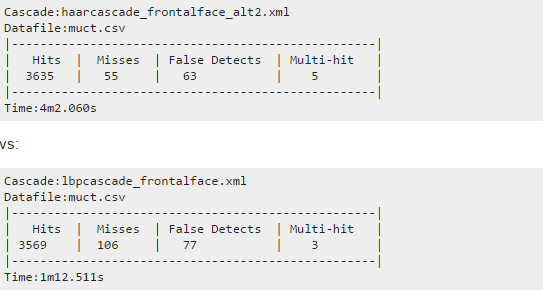 Cascade:haarcascade_frontalface_alt2.xml
Datafile:muct.csv
|--------------------------------------------------|
|   Hits  |  Misses  | False Detects  | Multi-hit   |
|  3635   |   55     |   63           |    5        |
|--------------------------------------------------|
Time:4m2.060s
vs:
Cascade:lbpcascade_frontalface.xml
Datafile:muct.csv
|--------------------------------------------------|
|   Hits  |  Misses  | False Detects  | Multi-hit   |
| 3569    |  106     |   77           |    3        |
|--------------------------------------------------|
Time:1m12.511s